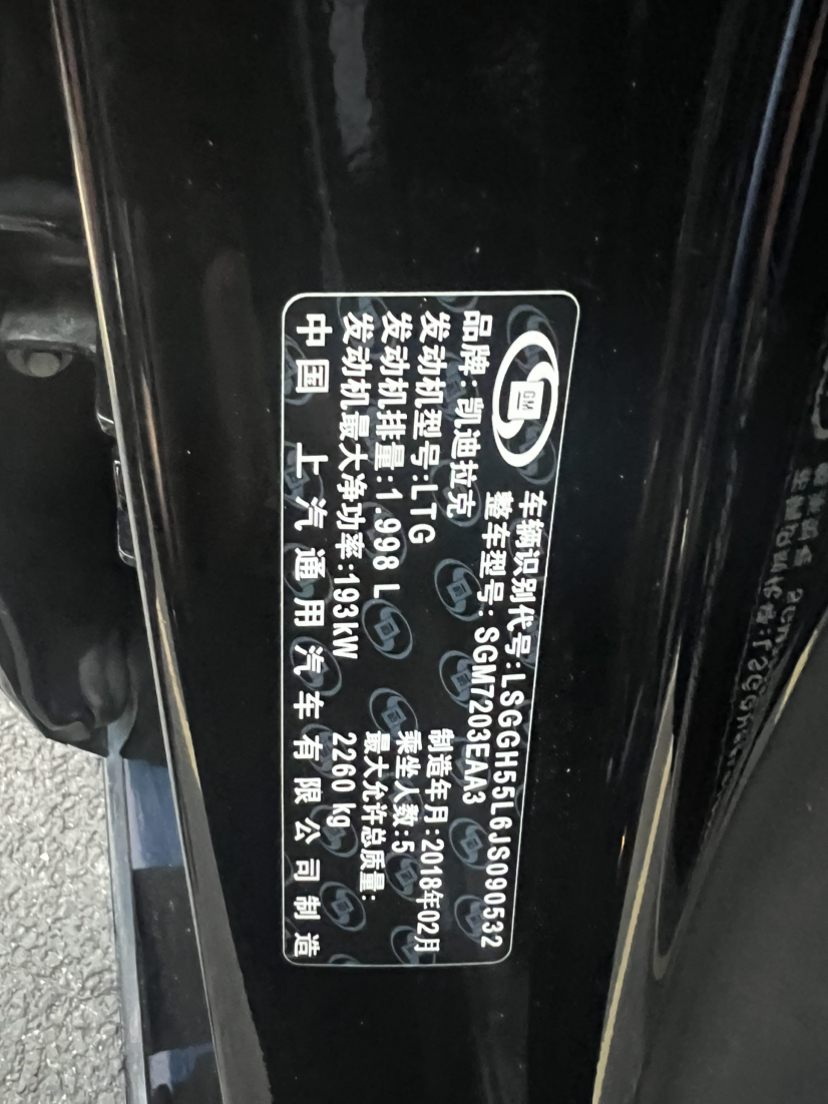 GM
车辆识别代号:LSGGH55L6JS090532
整车型号:SGM7203EAA3
品牌:凯迪拉克
发动机型号:LTG
制造年月:2018年02月
发动机排量:1.998 L
乘坐人数:5
发动机最大净功率:193kW
最大允许总质量:
2260 kg
中国 上汽通用汽车有限公司制造